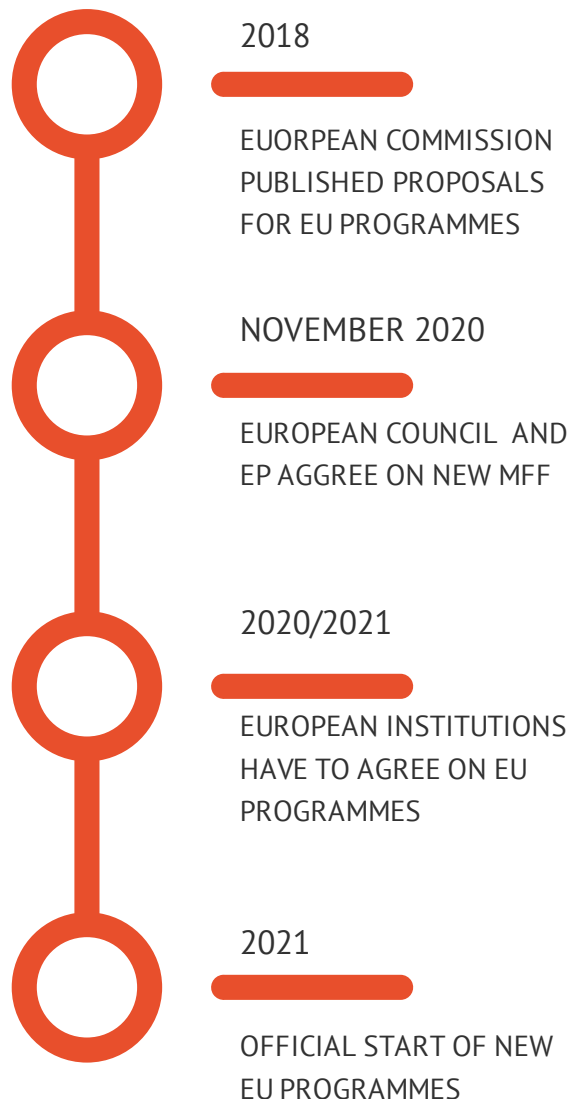 2018
EUORPEAN COMMISSION
PUBLISHED PROPOSALS
FOR EU PROGRAMMES
NOVEMBER 2020
EUROPEAN COUNCIL AND
EP AGGREE ON NEW MFF
2020/2021
EUROPEAN INSTITUTIONS
HAVE TO AGREE ON EU
PROGRAMMES
2021
OFFICIAL START OF NEW
EU PROGRAMMES